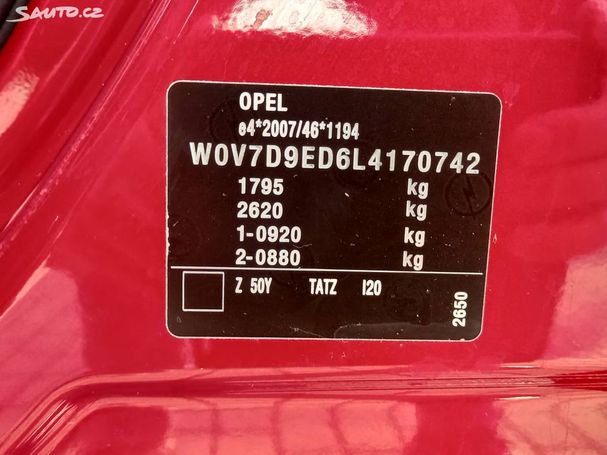 Sauto.cz
OPEL
e4*2007/46*1194
W0V7D9ED6L4170742
1795 kg
2620 kg
1-0920 kg
2-0880 kg
Z 50Y TATZ I20
2650